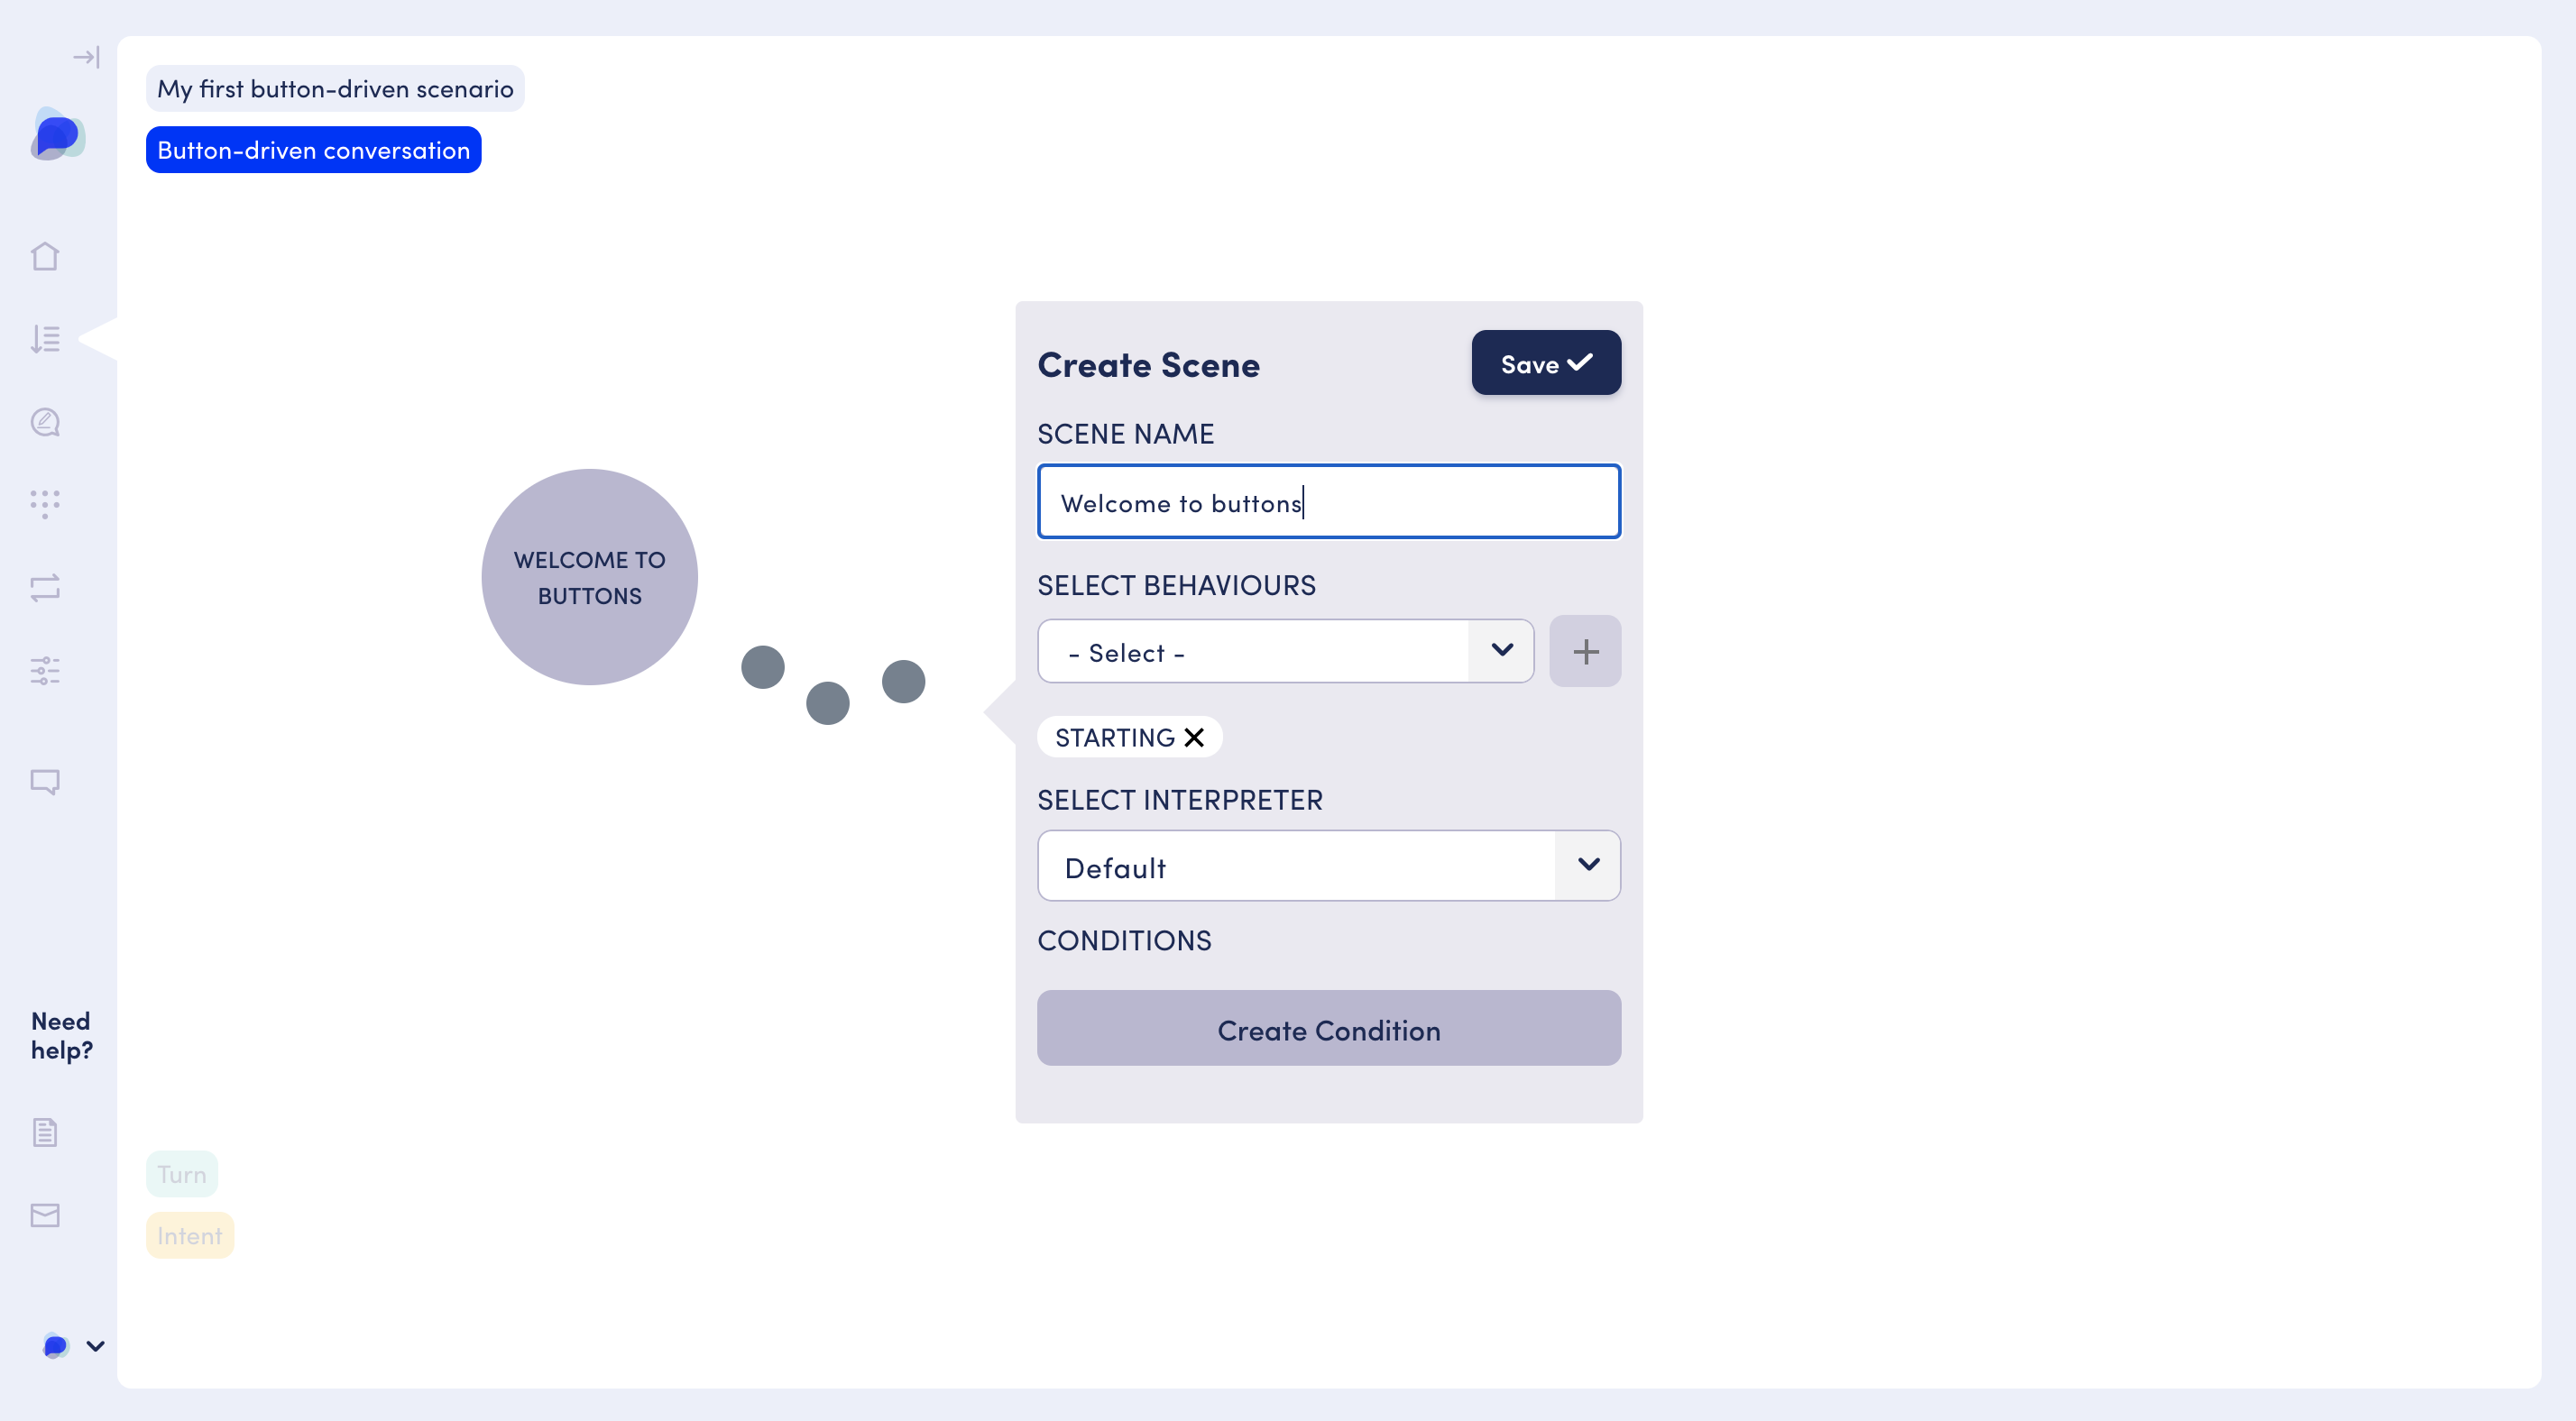 My first button-driven scenario
Button-driven conversation
WELCOME TO
BUTTONS
Create Scene
Save
SCENE NAME
Welcome to buttons
SELECT BEHAVIOURS
- Select -
STARTING
SELECT INTERPRETER
Default
CONDITIONS
Create Condition
Need
help?
Turn
Intent